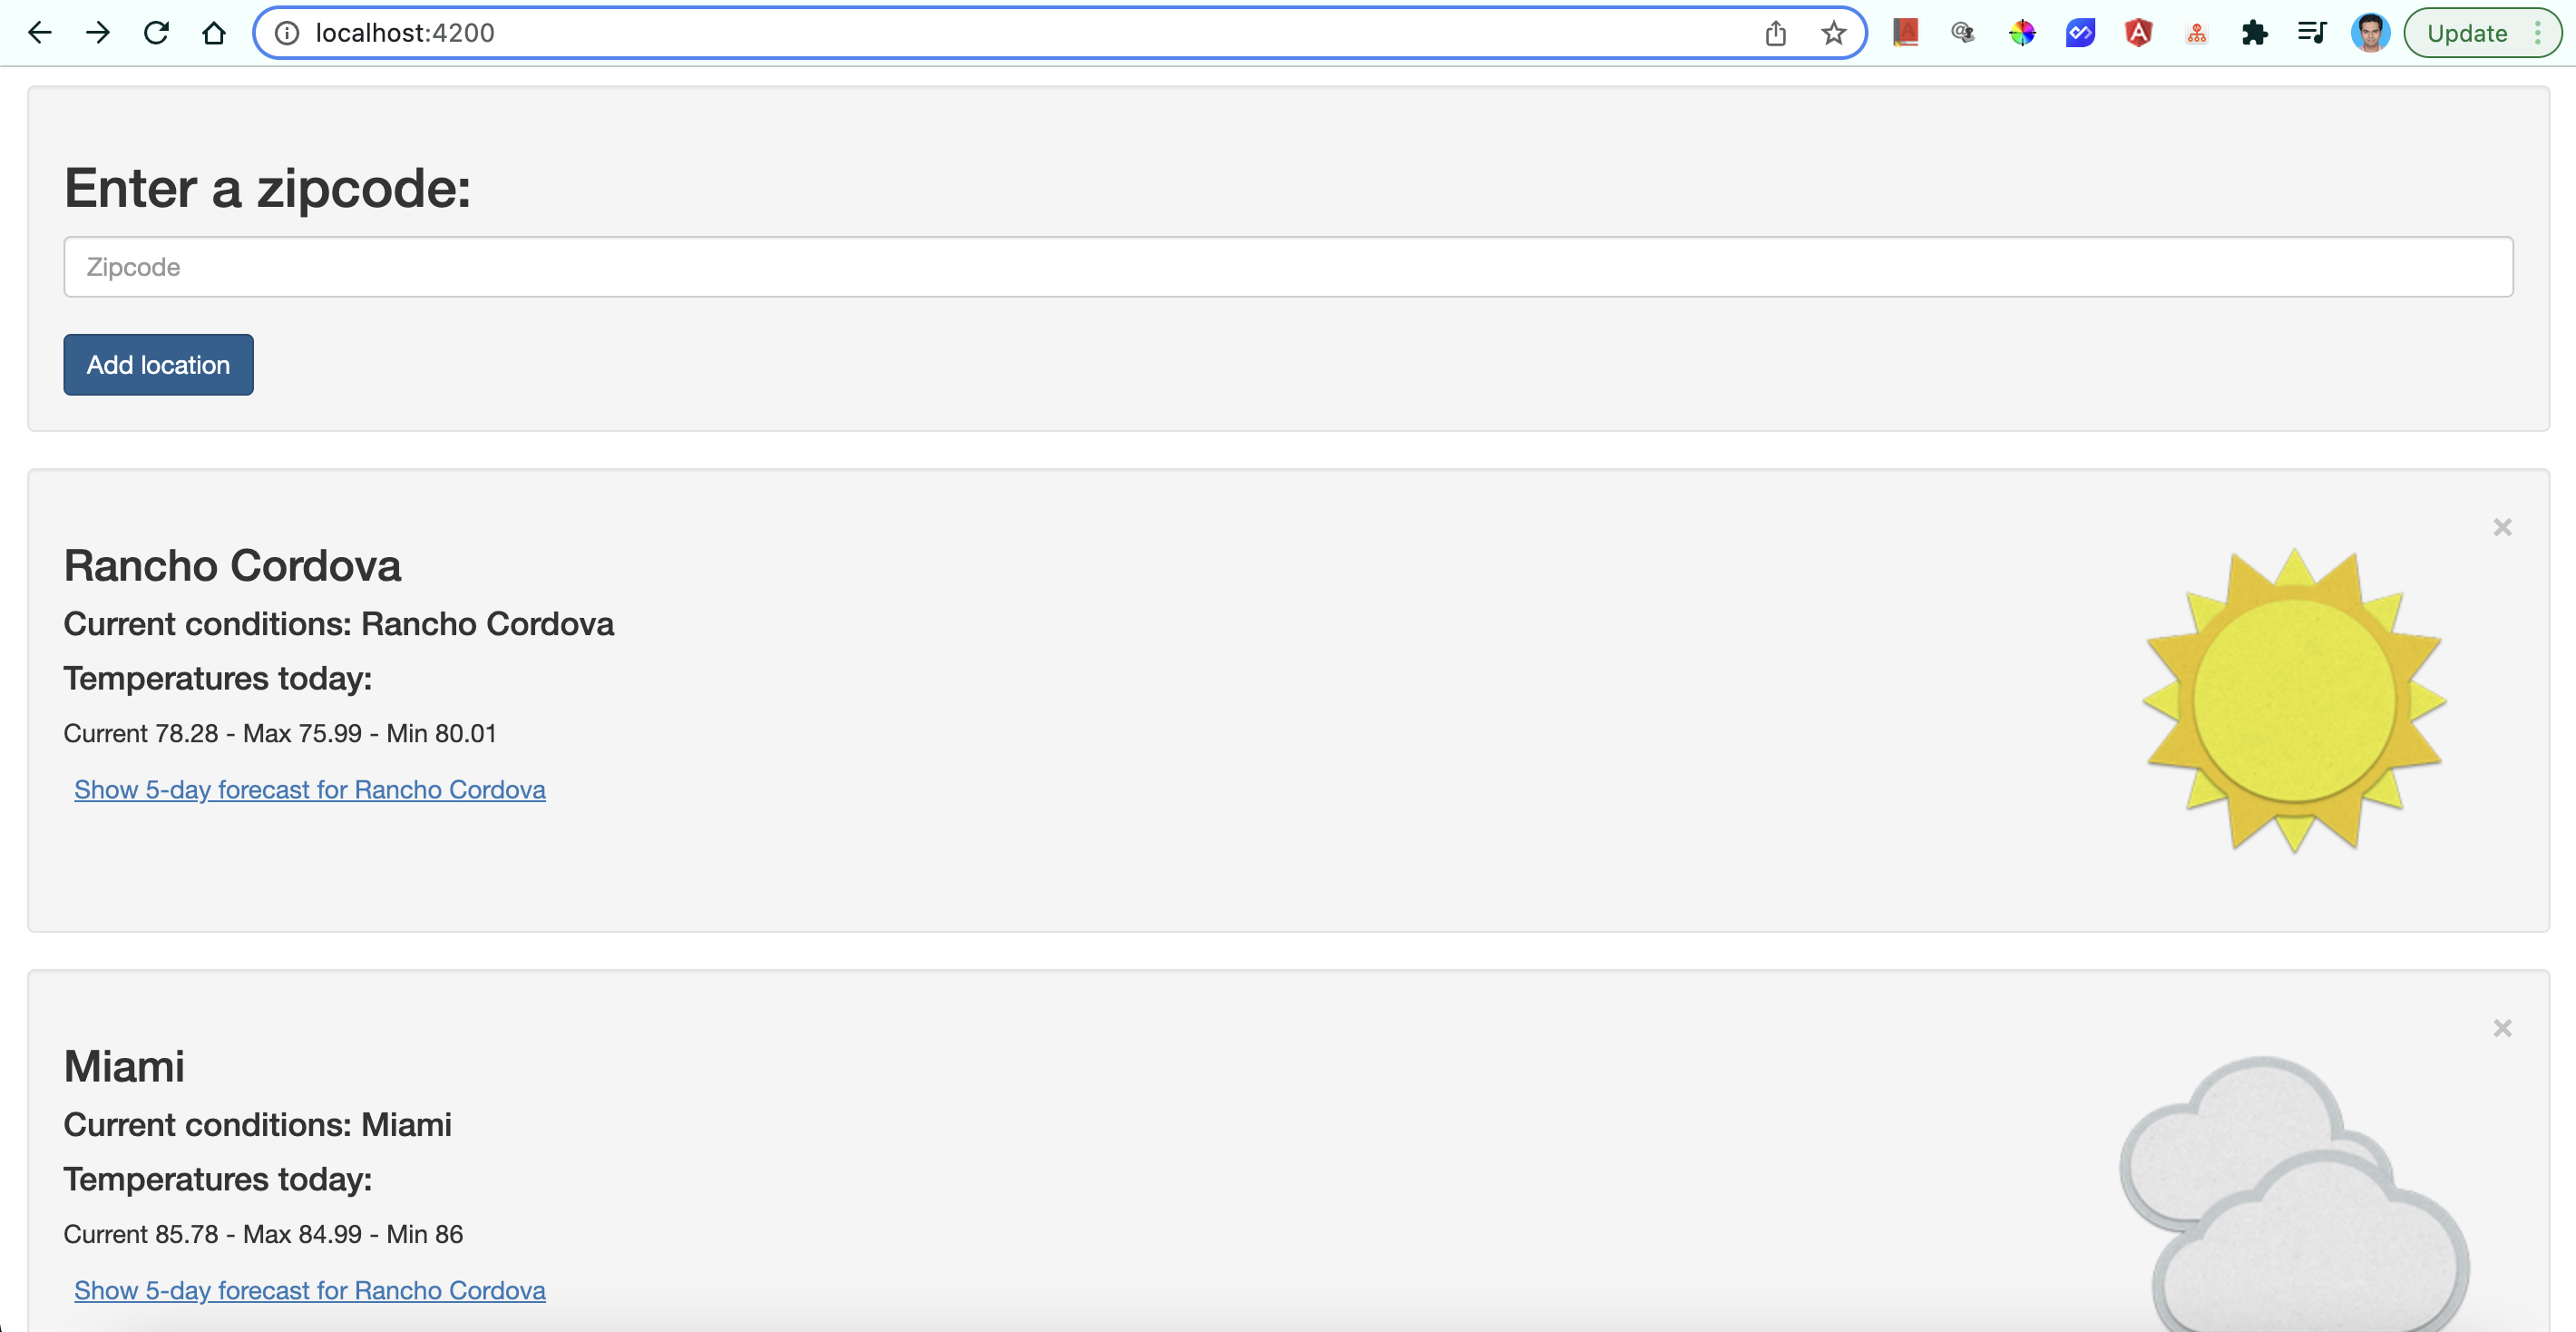 localhost:4200
Update
Enter a zipcode:
Zipcode
Add location
×
Rancho Cordova
Current conditions: Rancho Cordova
Temperatures today:
Current 78.28 - Max 75.99 - Min 80.01
Show 5-day forecast for Rancho Cordova
×
Miami
Current conditions: Miami
Temperatures today:
Current 85.78 - Max 84.99 - Min 86
Show 5-day forecast for Rancho Cordova